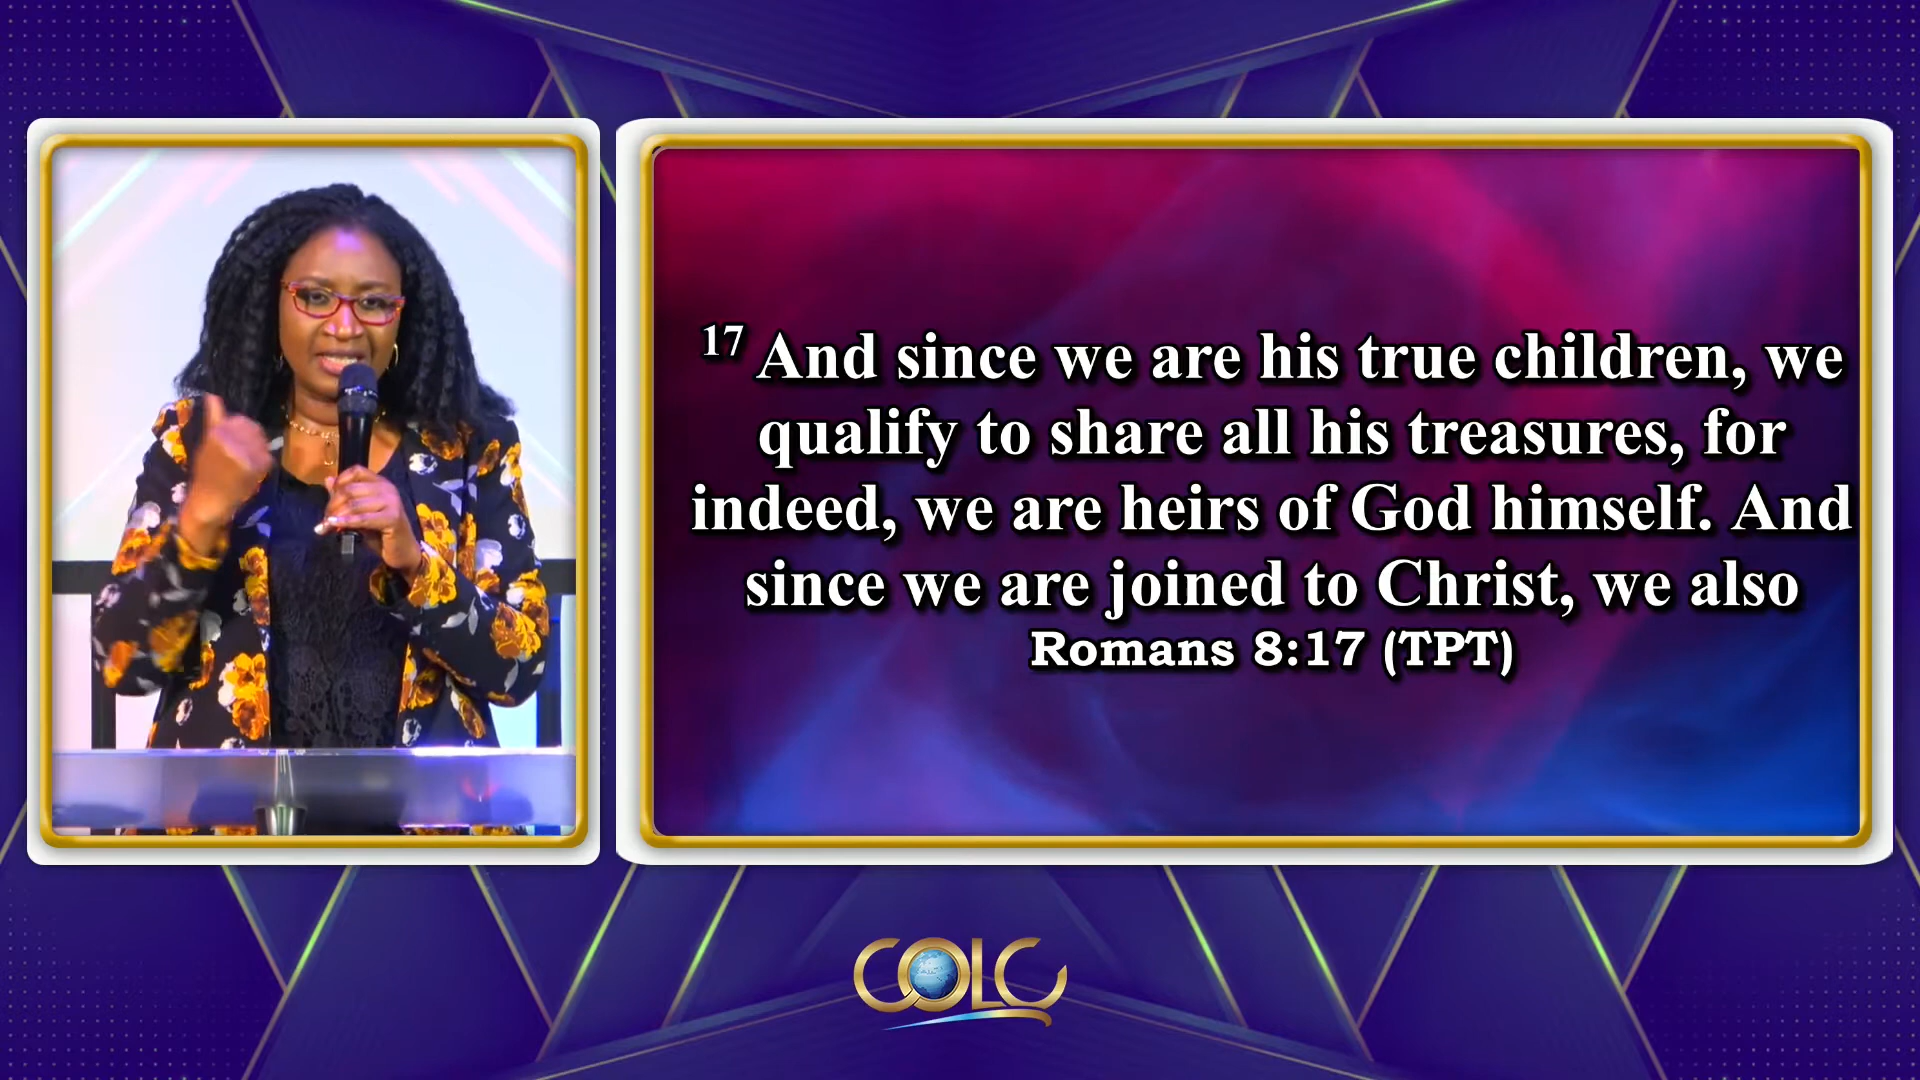 17 And since we are his true children, we
qualify to share all his treasures, for
indeed, we are heirs of God himself. And
since we are joined to Christ, we also
Romans 8:17 (TPT)
COLC